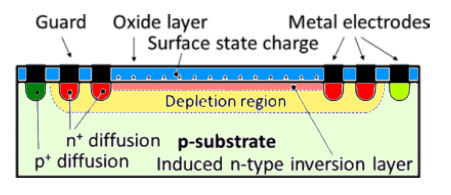 Guard Oxide layer Metal electrodes
Surface state charge
Depletion region
n⁺ diffusion p-substrate
p⁺ diffusion Induced n-type inversion layer